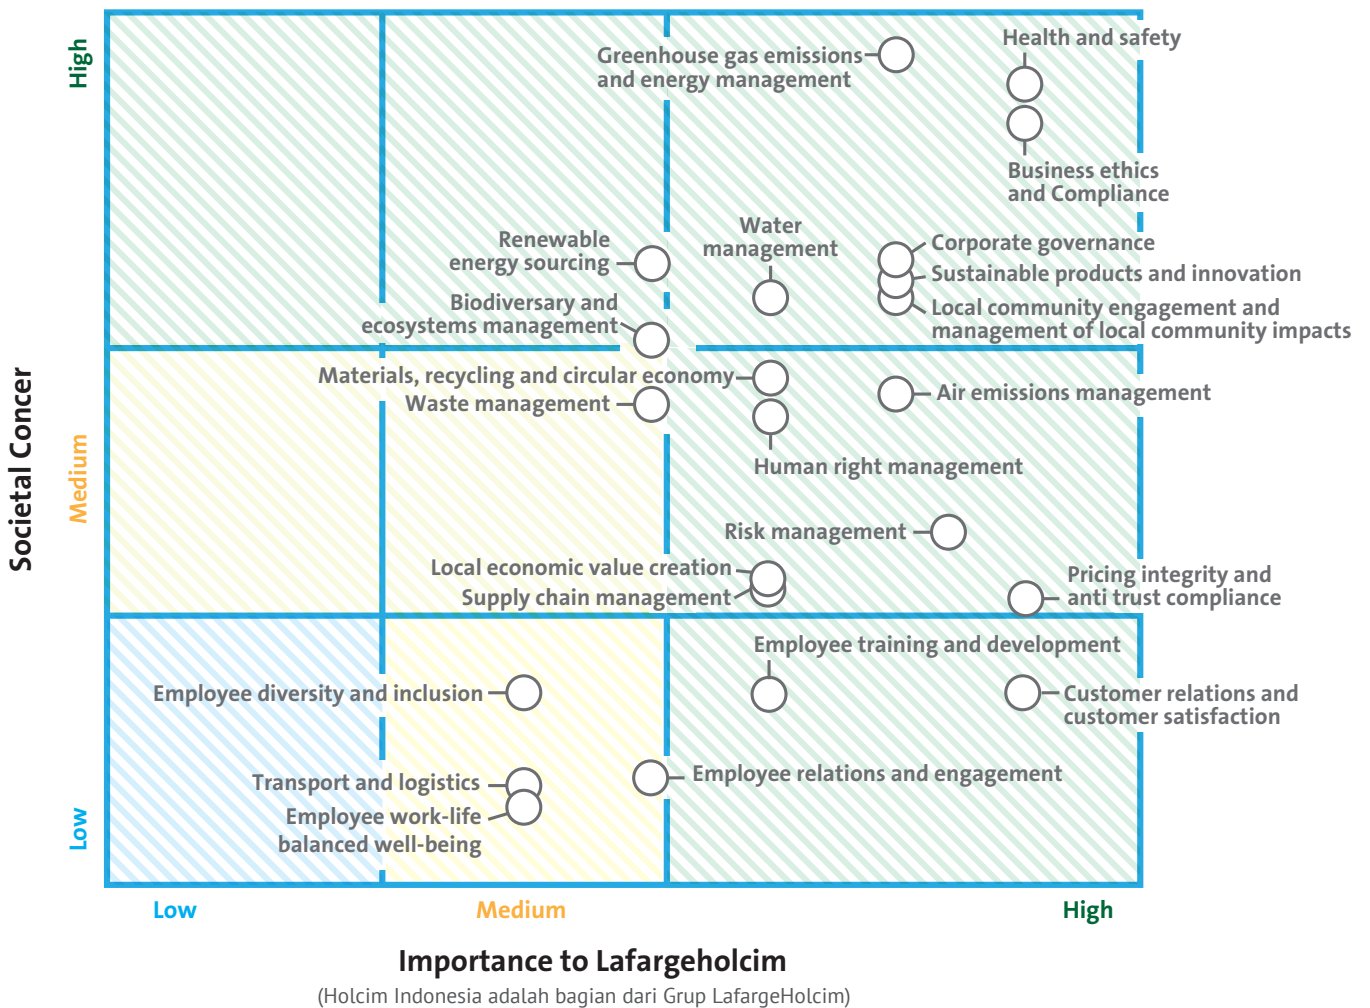 High
Greenhouse gas emissions
and energy management
Health and safety
Business ethics
and Compliance
Renewable
energy sourcing
Water
management
Corporate governance
Sustainable products and innovation
Local community engagement and
management of local community impacts
Biodiversary and
ecosystems management
Societal Concer
Medium
Materials, recycling and circular economy
Waste management
Air emissions management
Human right management
Risk management
Local economic value creation
Supply chain management
Pricing integrity and
anti trust compliance
Low
Employee training and development
Employee diversity and inclusion
Customer relations and
customer satisfaction
Transport and logistics
Employee relations and engagement
Employee work-life
balanced well-being
Low
Medium
High
Importance to Lafargeholcim
(Holcim Indonesia adalah bagian dari Grup LafargeHolcim)